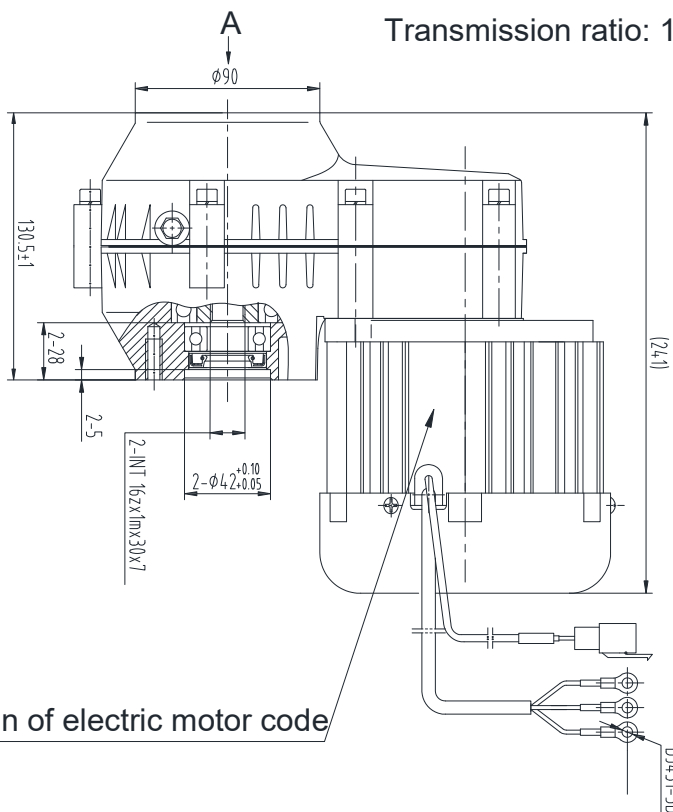 A
Transmission ratio: 1
ϕ90
130.5±1
(241)
2-28
2-5
2-INT 16zx1mx30x7
2-ϕ42+0.10 +0.05
n of electric motor code